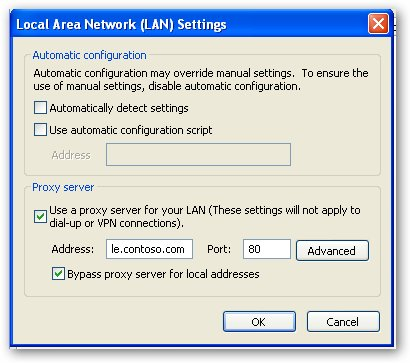 Local Area Network (LAN) Settings
Automatic configuration
Automatic configuration may override manual settings. To ensure the
use of manual settings, disable automatic configuration.
Automatically detect settings
Use automatic configuration script
Address
Proxy server
Use a proxy server for your LAN (These settings will not apply to
dial-up or VPN connections).
Address: le.contoso.com Port: 80 Advanced
Bypass proxy server for local addresses
OK Cancel